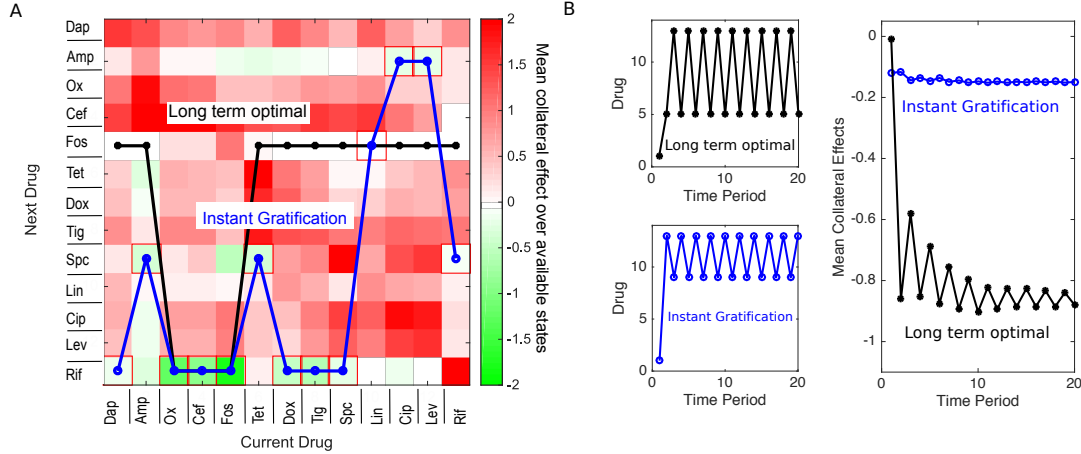 A
Next Drug
Dap
Amp
Ox
Cef
Fos
Tet
Dox
Tig
Spc
Lin
Cip
Lev
Rif
Long term optimal
Instant Gratification
Dap
Amp
Ox
Cef
Fos
Tet
Dox
Tig
Spc
Lin
Cip
Lev
Rif
Current Drug
2
1.5
1
0.5
0
-0.5
-1
-1.5
-2
Mean collateral effect over available states
B
Drug
10
5
0
Long term optimal
0
10
20
Time Period
Drug
10
5
0
Instant Gratification
0
10
20
Time Period
Mean Collateral Effects
0
-0.2
-0.4
-0.6
-0.8
-1
Instant Gratification
Long term optimal
0
10
20
Time Period